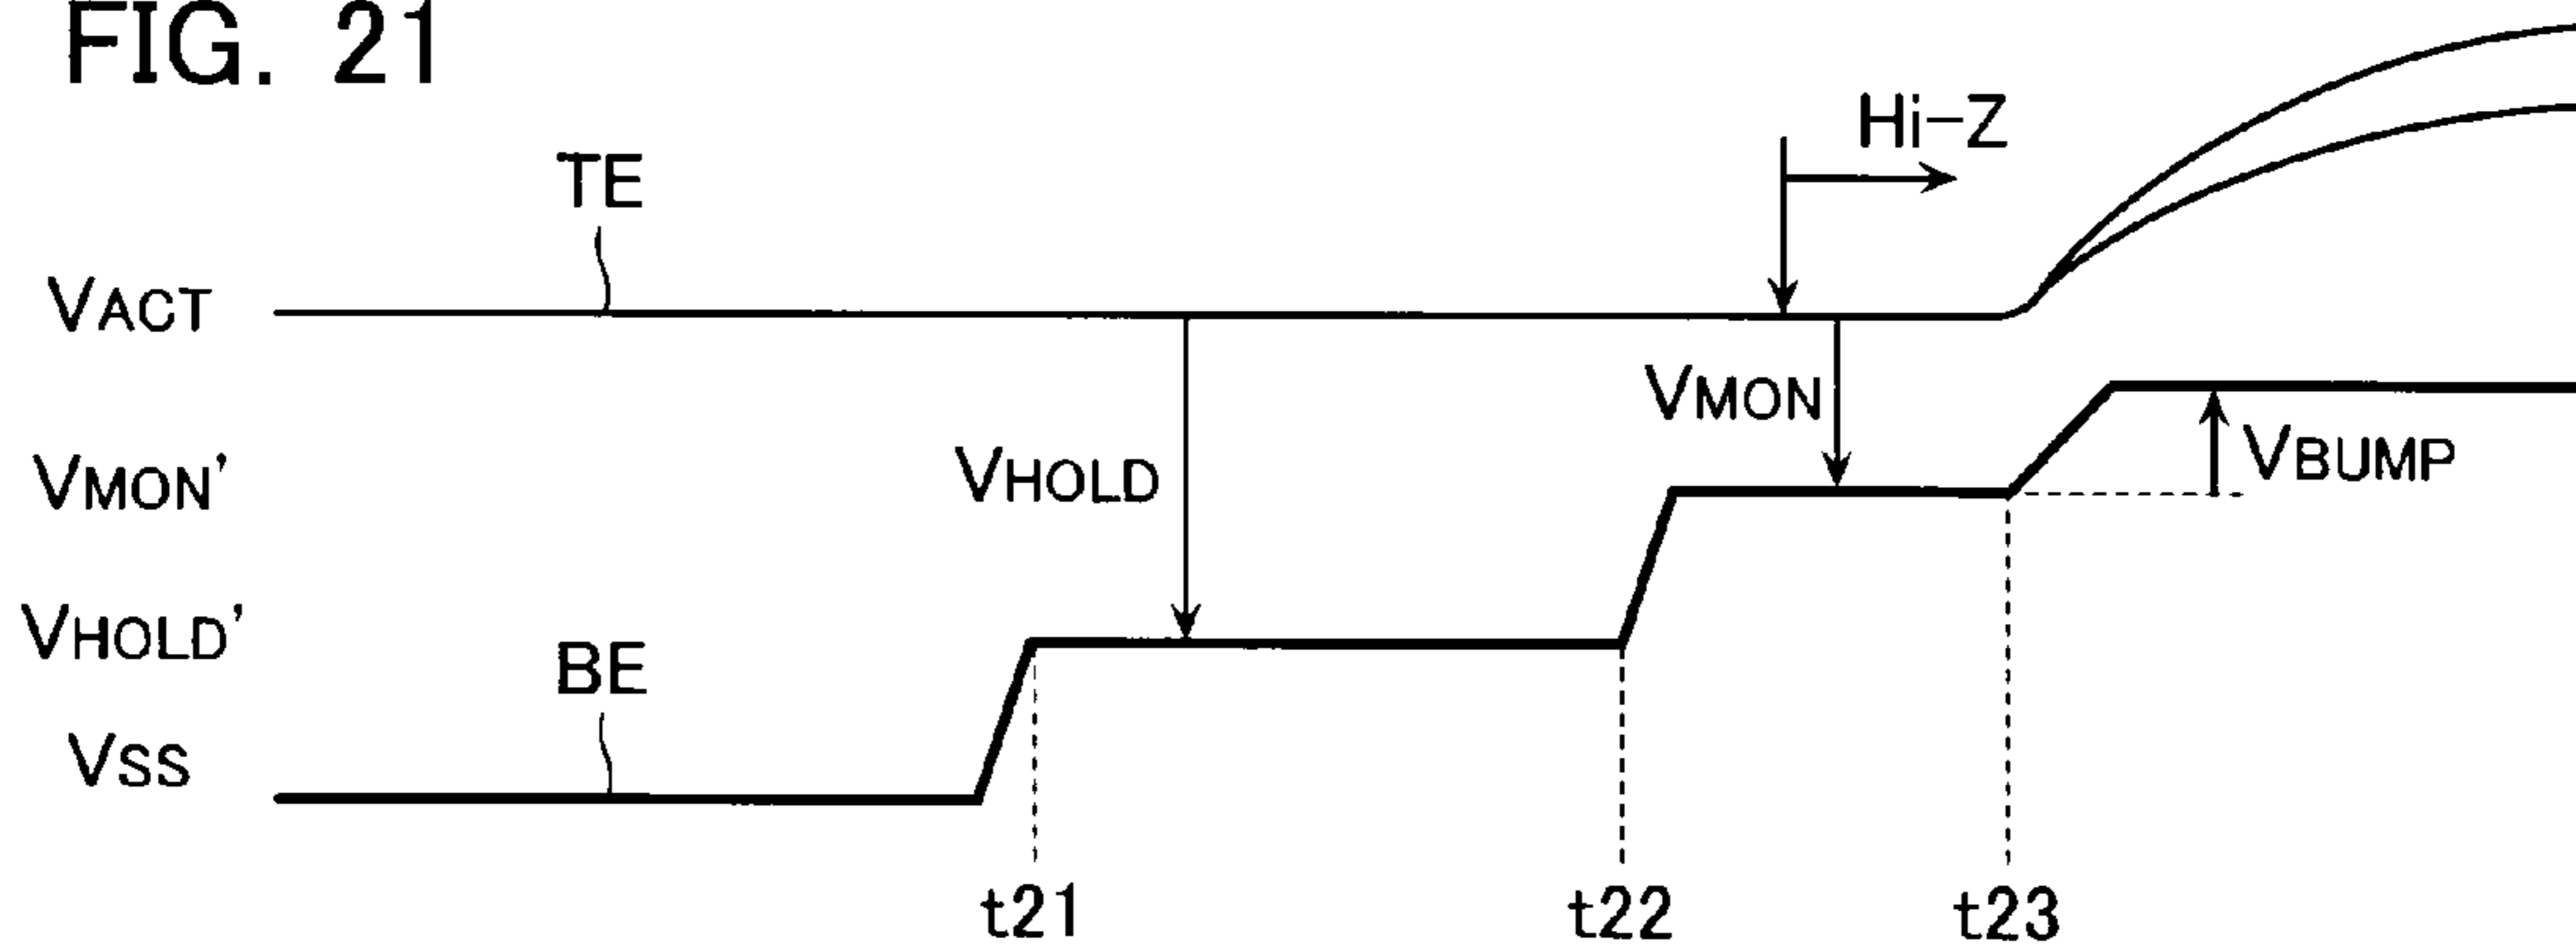 FIG. 21
Hi-Z
TE
VACT
VMON
VHOLD
VBUMP
VMON'
VHOLD'
BE
VSS
t21
t22
t23